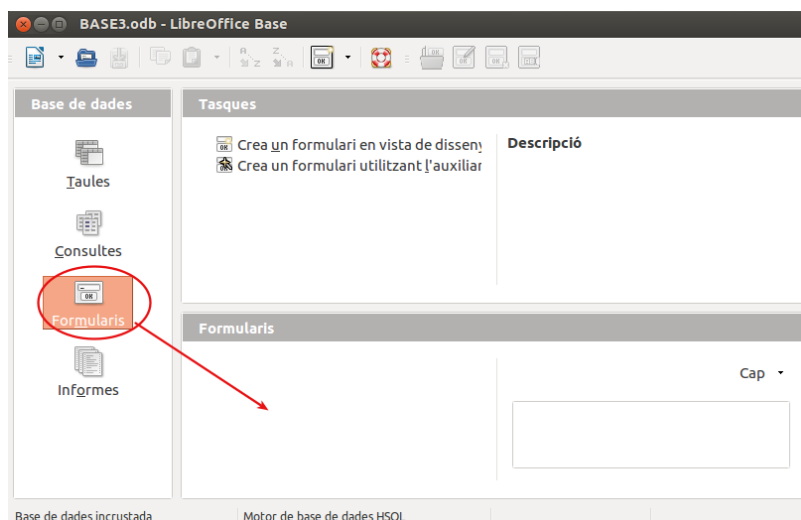 BASE3.odb - LibreOffice Base
Base de dades
Tasques
Crea un formulari en vista de disseny
Crea un formulari utilitzant l'auxiliar
Descripció
Taules
Consultes
Formularis
Informes
Formularis
Cap
Base de dades incrustada
Motor de base de dades HSQL